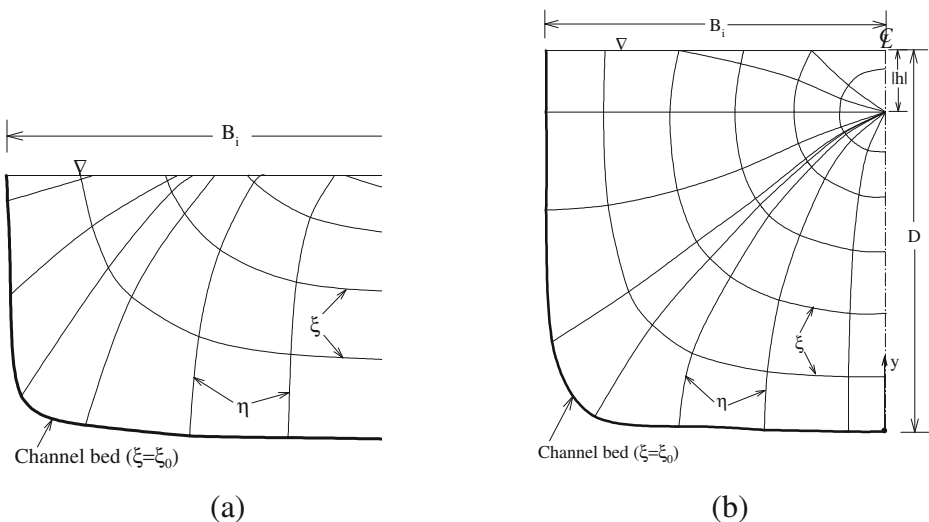 B_i
∇
ξ
η
Channel bed (ξ=ξ_0)
(a)
B_i
∇
℄
|h|
D
ξ
y
η
Channel bed (ξ=ξ_0)
(b)